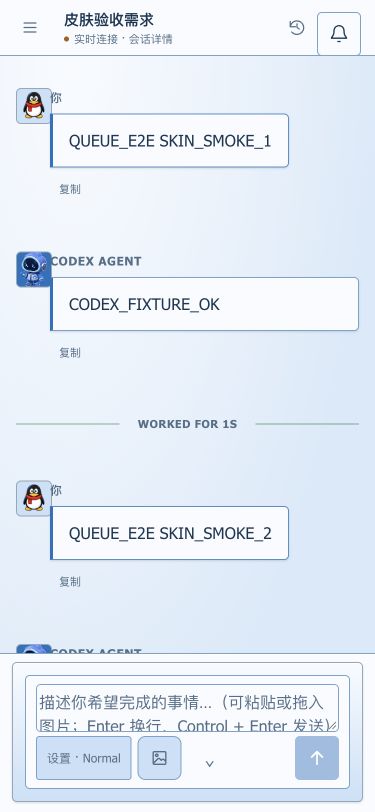 皮肤验收需求
实时连接 · 会话详情
你
QUEUE_E2E SKIN_SMOKE_1
复制
CODEX AGENT
CODEX_FIXTURE_OK
复制
WORKED FOR 1S
你
QUEUE_E2E SKIN_SMOKE_2
复制
CODEX AGENT
描述你希望完成的事情...（可粘贴或拖入
图片；Enter 换行，Control + Enter 发送）
设置 · Normal